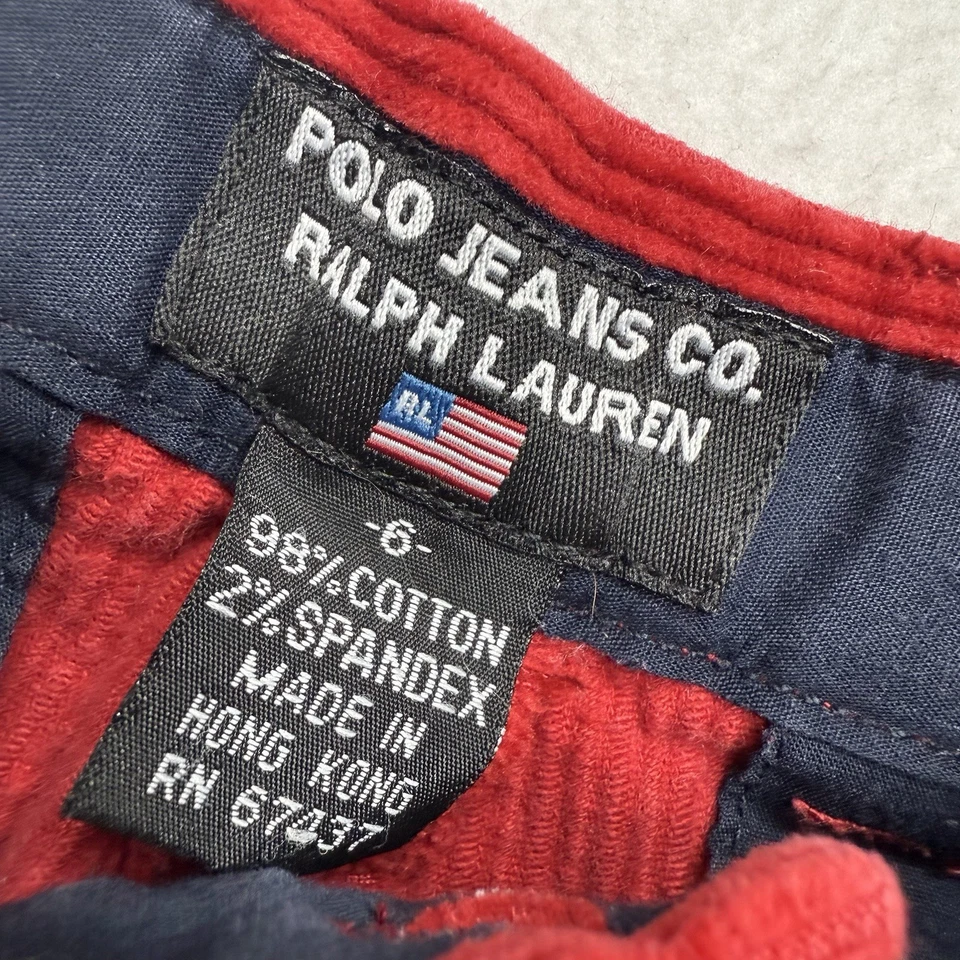 POLO JEANS CO.
RALPH LAUREN
RL
-6-
98% COTTON
2% SPANDEX
MADE IN
HONG KONG
RN 67437